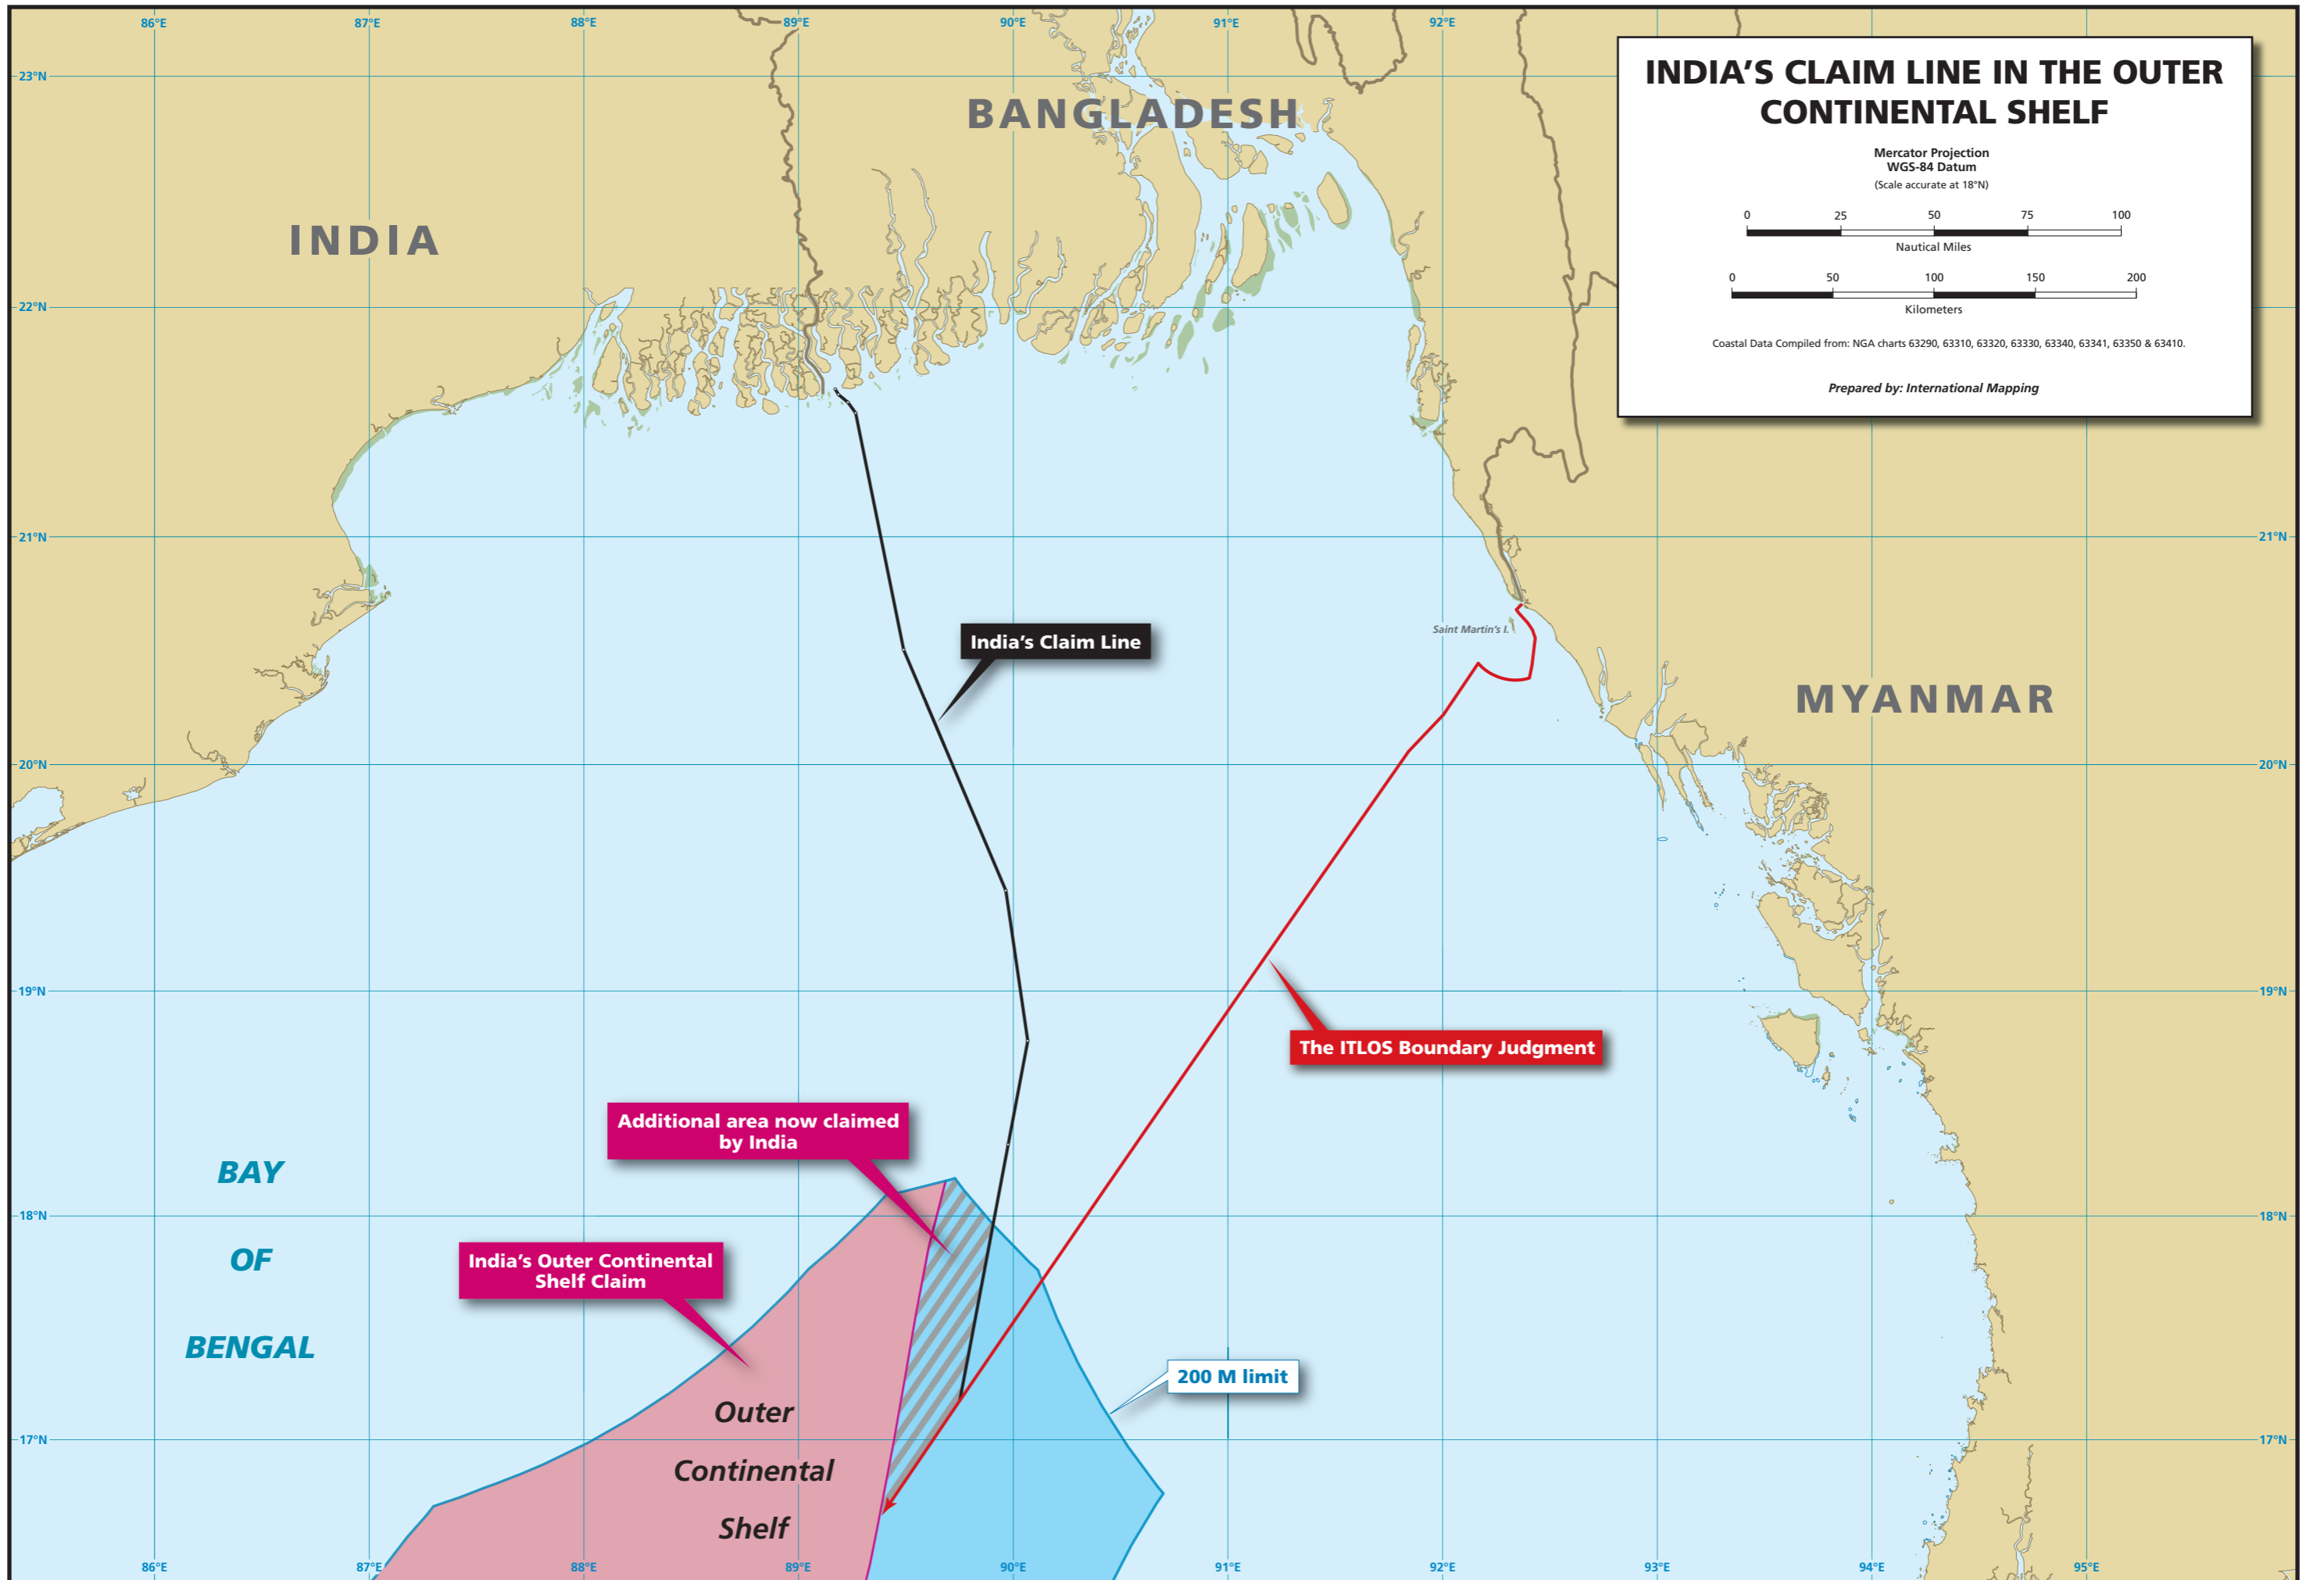 86°E
87°E
88°E
89°E
90°E
91°E
92°E
INDIA’S CLAIM LINE IN THE OUTER
CONTINENTAL SHELF
Mercator Projection
WGS-84 Datum
(Scale accurate at 18°N)
0 25 50 75 100
Nautical Miles
0 50 100 150 200
Kilometers
Coastal Data Compiled from: NGA charts 63290, 63310, 63320, 63330, 63340, 63341, 63350 & 63410.
Prepared by: International Mapping
23°N
BANGLADESH
INDIA
22°N
21°N
21°N
Saint Martin’s I.
India’s Claim Line
MYANMAR
20°N
20°N
19°N
19°N
The ITLOS Boundary Judgment
Additional area now claimed
by India
BAY
OF
BENGAL
18°N
18°N
India’s Outer Continental
Shelf Claim
200 M limit
Outer
Continental
Shelf
17°N
17°N
86°E
87°E
88°E
89°E
90°E
91°E
92°E
93°E
94°E
95°E